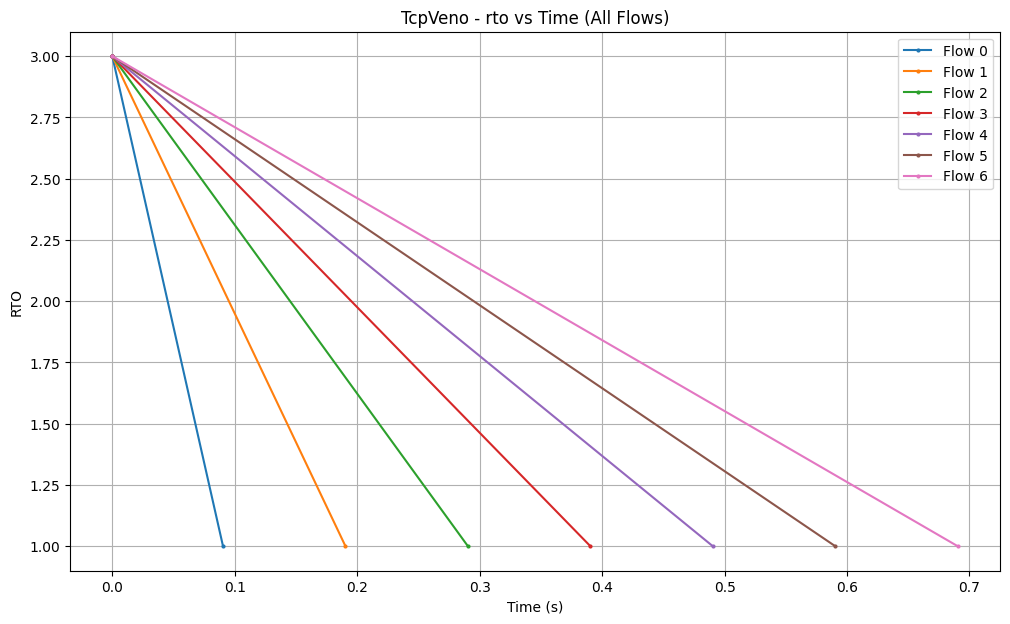 TcpVeno - rto vs Time (All Flows)
Flow 0
Flow 1
Flow 2
Flow 3
Flow 4
Flow 5
Flow 6
RTO
3.00
2.75
2.50
2.25
2.00
1.75
1.50
1.25
1.00
0.0 0.1 0.2 0.3 0.4 0.5 0.6 0.7
Time (s)